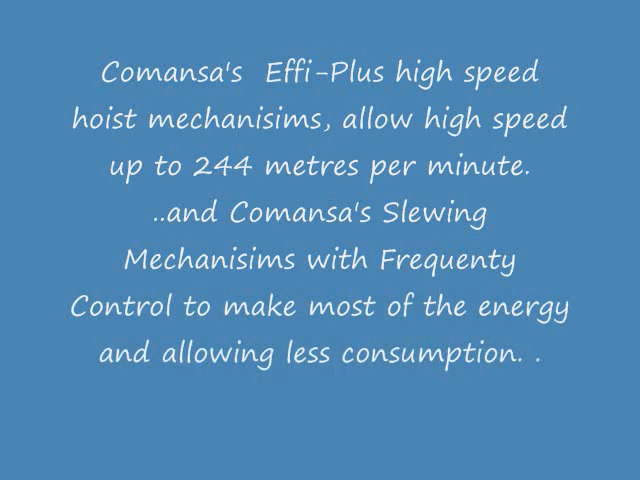 Comansa's  Effi-Plus high speed
hoist mechanisims, allow high speed
up to 244 metres per minute.
..and Comansa's Slewing
Mechanisims with Frequenty
Control to make most of the energy
and allowing less consumption. .